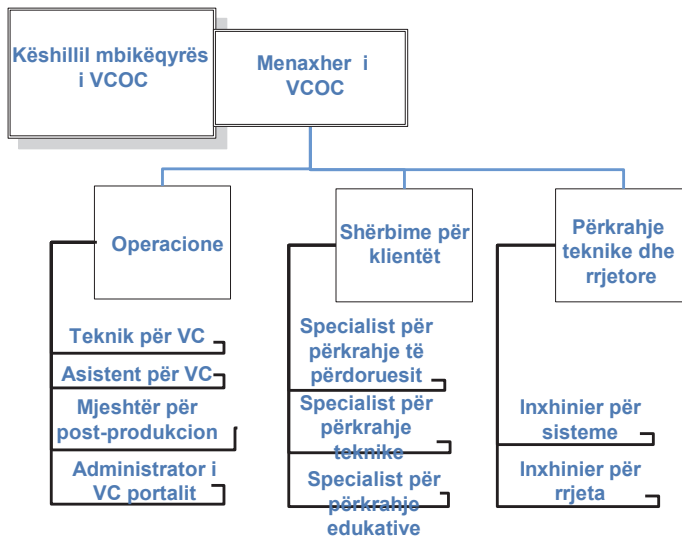 Këshillil mbikëqyrës
i VCOC
Menaxher i
VCOC
Operacione
Teknik për VC
Asistent për VC
Mjeshtër për
post-produkcion
Administrator i
VC portalit
Shërbime për
klientët
Specialist për
përkrahje të
përdoruesit
Specialist për
përkrahje
teknike
Specialist për
përkrahje
edukative
Përkrahje
teknike dhe
rrjetore
Inxhinier për
sisteme
Inxhinier për
rrjeta